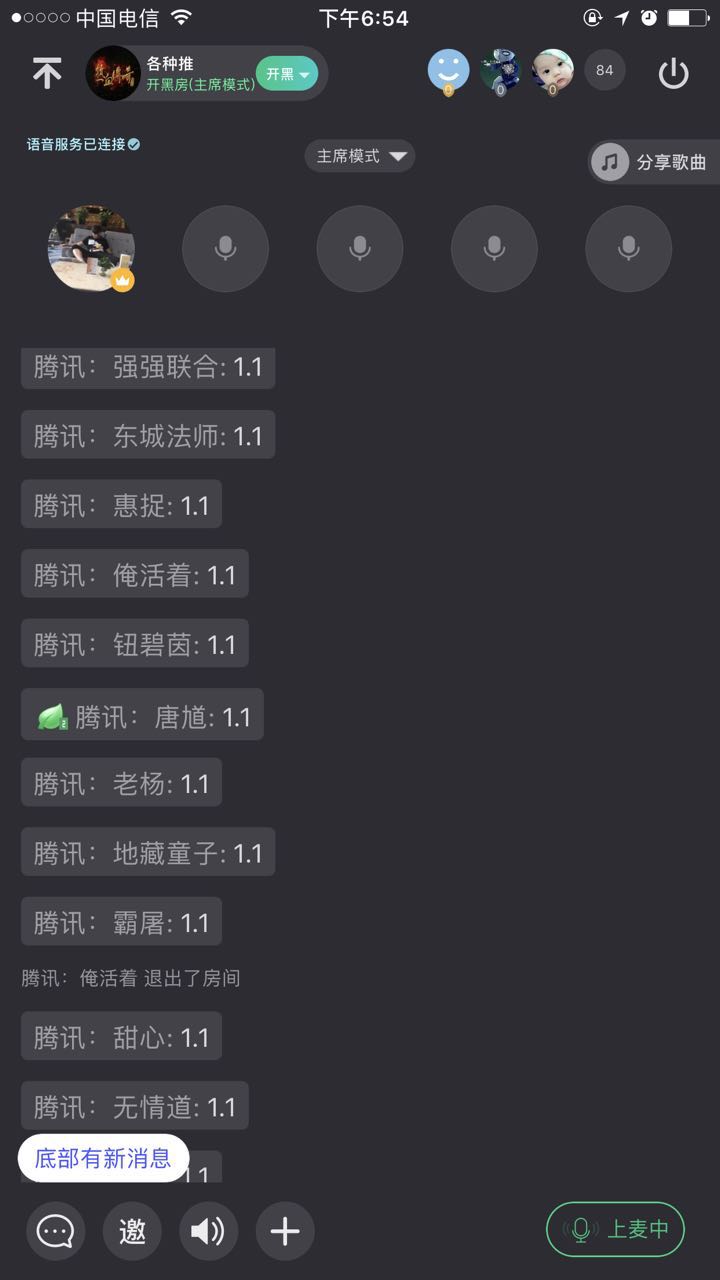 中国电信
下午6:54
各种推
开黑房(主席模式)
开黑
84
语音服务已连接
主席模式
分享歌曲
腾讯：强强联合: 1.1
腾讯：东城法师: 1.1
腾讯：惠捉: 1.1
腾讯：俺活着: 1.1
腾讯：钮碧茵: 1.1
腾讯：唐馗: 1.1
腾讯：老杨: 1.1
腾讯：地藏童子: 1.1
腾讯：霸屠: 1.1
腾讯：俺活着 退出了房间
腾讯：甜心: 1.1
腾讯：无情道: 1.1
底部有新消息
邀
上麦中